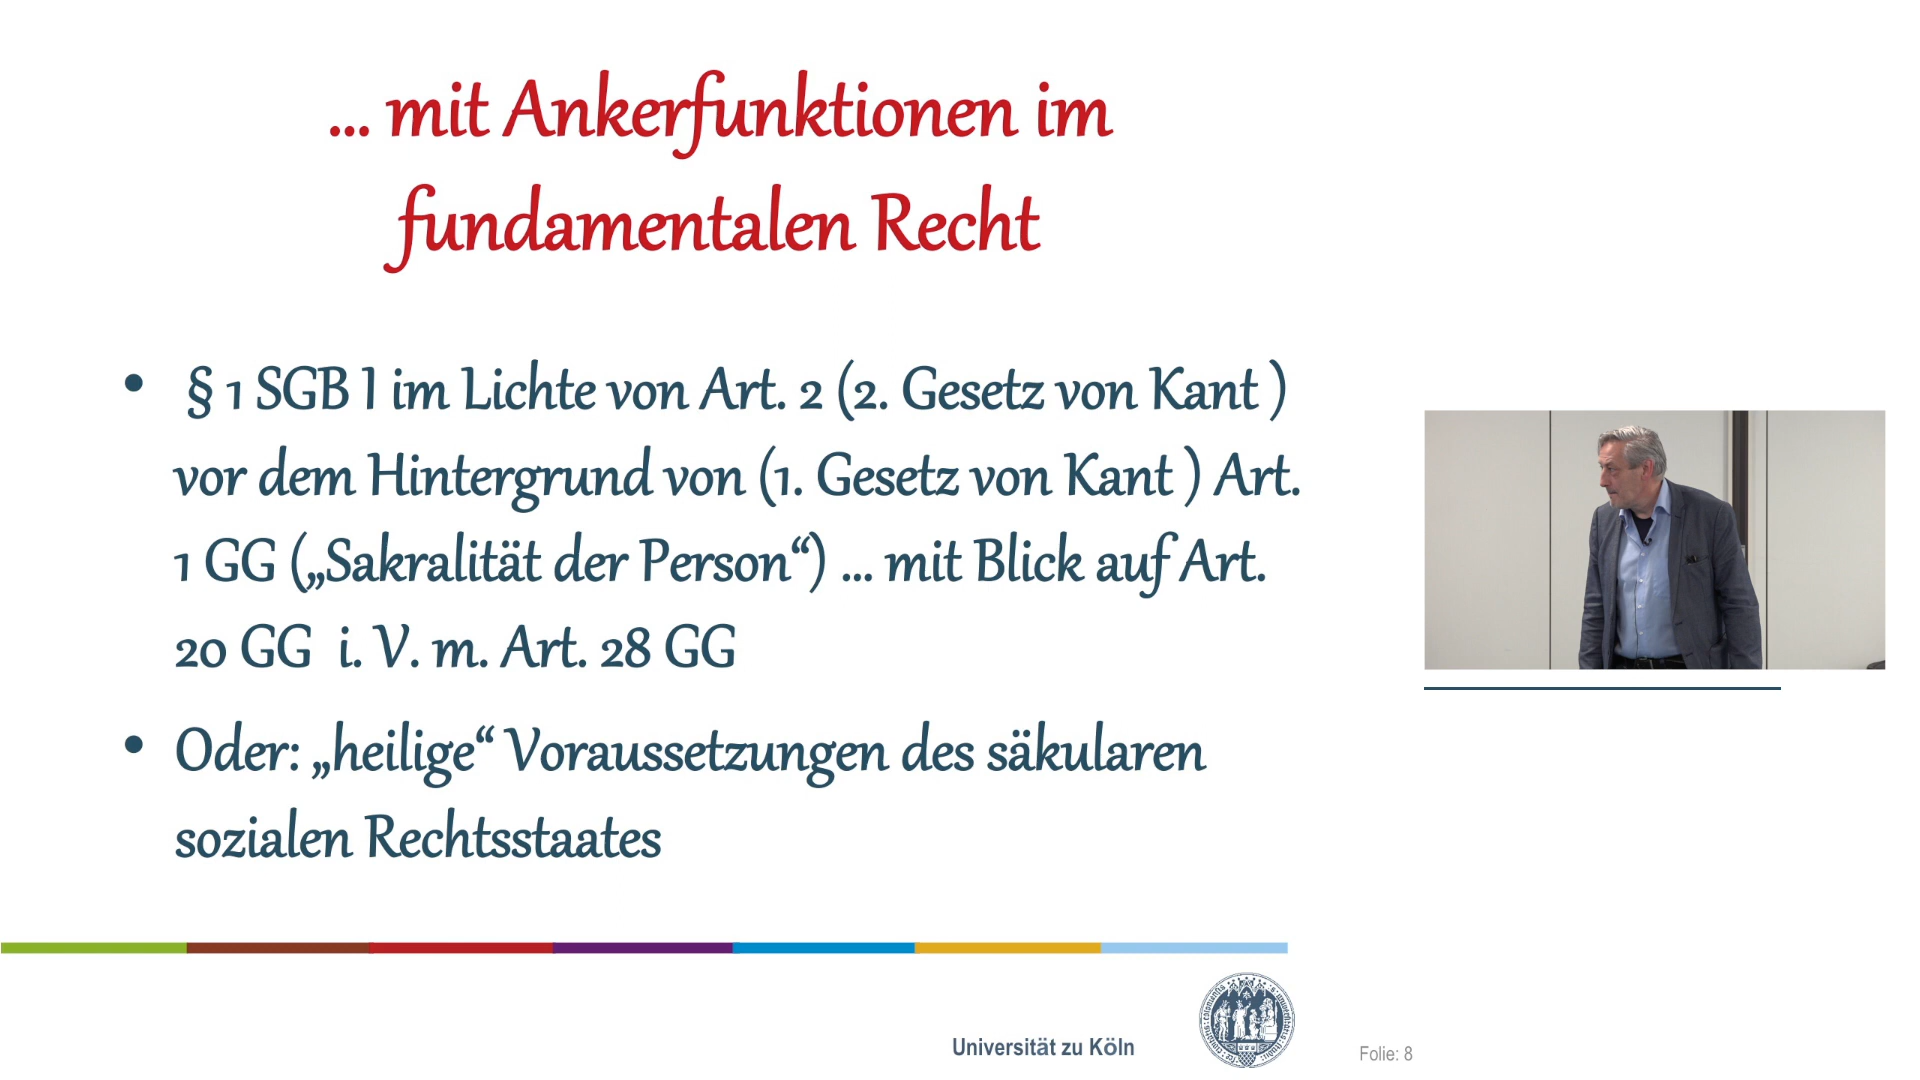 ... mit Ankerfunktionen im
fundamentalen Recht
• § 1 SGB I im Lichte von Art. 2 (2. Gesetz von Kant )
vor dem Hintergrund von (1. Gesetz von Kant ) Art.
1 GG („Sakralität der Person“) ... mit Blick auf Art.
20 GG i. V. m. Art. 28 GG
• Oder: „heilige“ Voraussetzungen des säkularen
sozialen Rechtsstaates
Universität zu Köln
Folie: 8